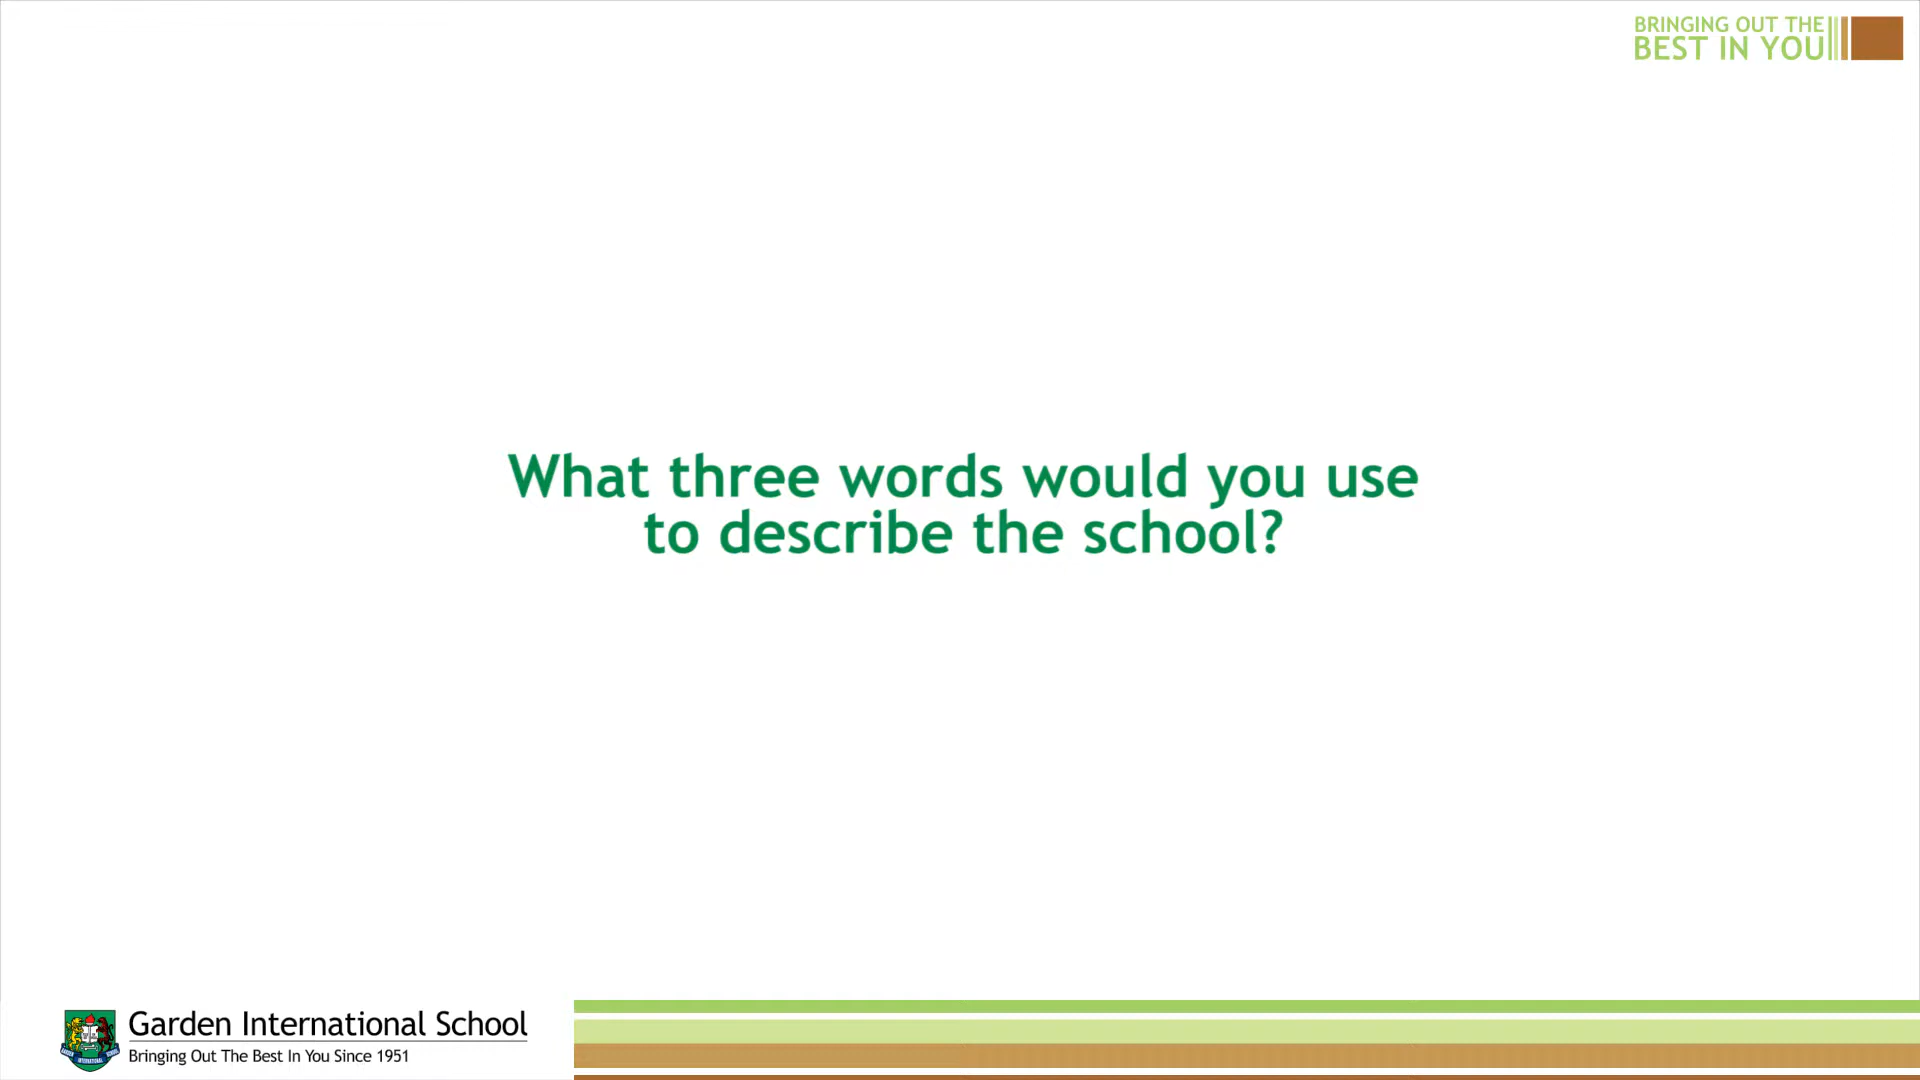 BRINGING OUT THE
BEST IN YOU
What three words would you use
to describe the school?
Garden International School
Bringing Out The Best In You Since 1951